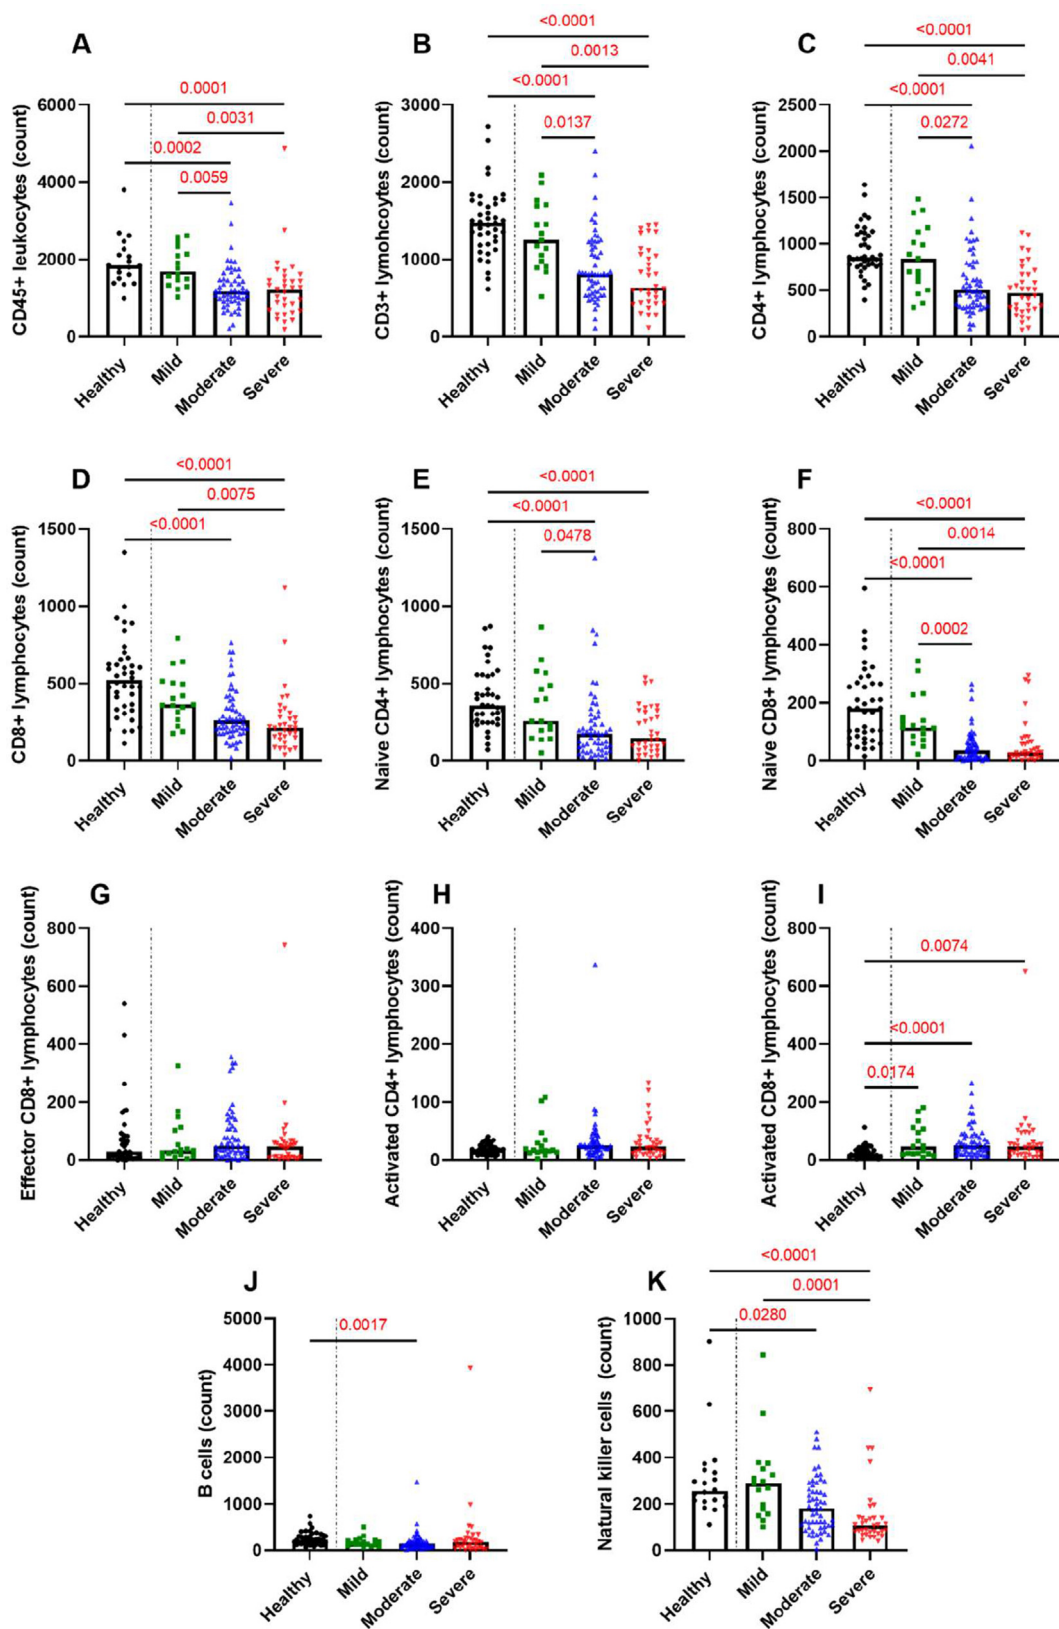 A
CD45+ leukocytes (count)
0.0001
0.0031
0.0002
0.0059
6000
4000
2000
0
Healthy
Mild
Moderate
Severe
B
CD3+ lymohcocytes (count)
<0.0001
0.0013
<0.0001
0.0137
3000
2000
1000
0
Healthy
Mild
Moderate
Severe
C
CD4+ lymphocytes (count)
<0.0001
0.0041
<0.0001
0.0272
2500
2000
1500
1000
500
0
Healthy
Mild
Moderate
Severe
D
CD8+ lymphocytes (count)
<0.0001
0.0075
<0.0001
1500
1000
500
0
Healthy
Mild
Moderate
Severe
E
Naive CD4+ lymphocytes (count)
<0.0001
<0.0001
0.0478
1500
1000
500
0
Healthy
Mild
Moderate
Severe
F
Naive CD8+ lymphocytes (count)
<0.0001
0.0014
<0.0001
0.0002
800
600
400
200
0
Healthy
Mild
Moderate
Severe
G
Effector CD8+ lymphocytes (count)
800
600
400
200
0
Healthy
Mild
Moderate
Severe
H
Activated CD4+ lymphocytes (count)
400
300
200
100
0
Healthy
Mild
Moderate
Severe
I
Activated CD8+ lymphocytes (count)
0.0074
<0.0001
0.0174
800
600
400
200
0
Healthy
Mild
Moderate
Severe
J
B cells (count)
0.0017
5000
4000
3000
2000
1000
0
Healthy
Mild
Moderate
Severe
K
Natural killer cells (count)
<0.0001
0.0001
0.0280
1000
800
600
400
200
0
Healthy
Mild
Moderate
Severe